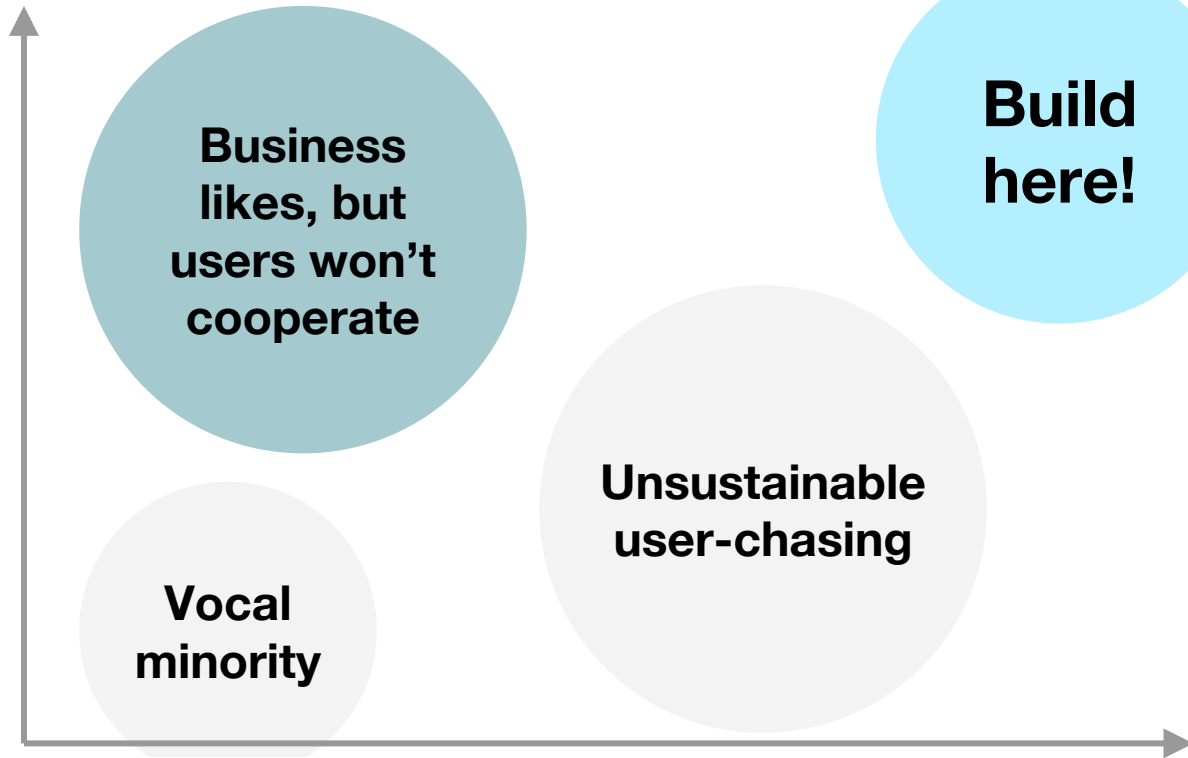 Business
likes, but
users won’t
cooperate
Build
here!
Unsustainable
user-chasing
Vocal
minority